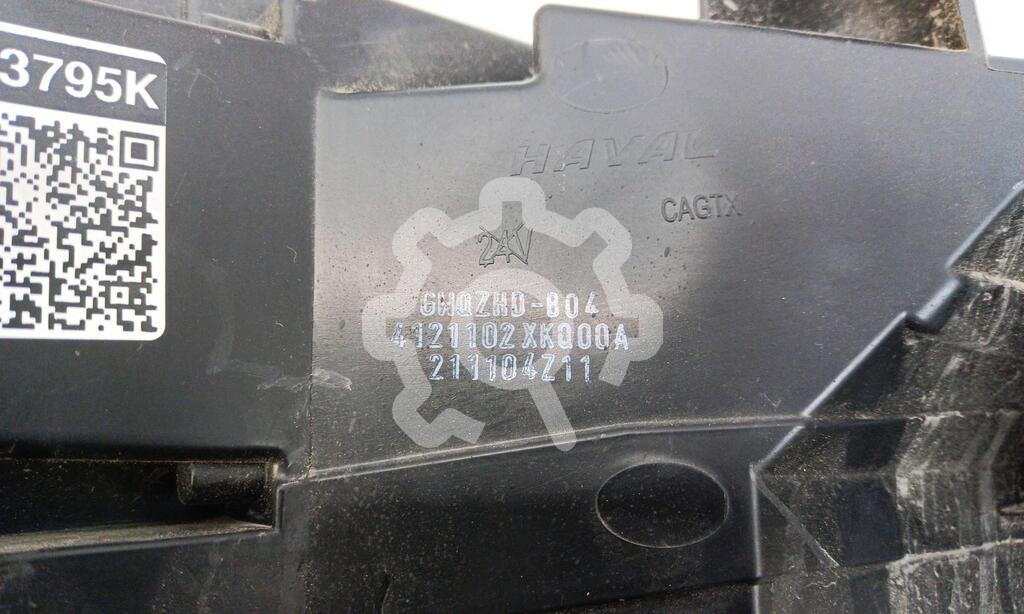 3795K
HAVAL
CAGTX
24V
GHQZHD-B04
4121102XKQ00A
211104Z11